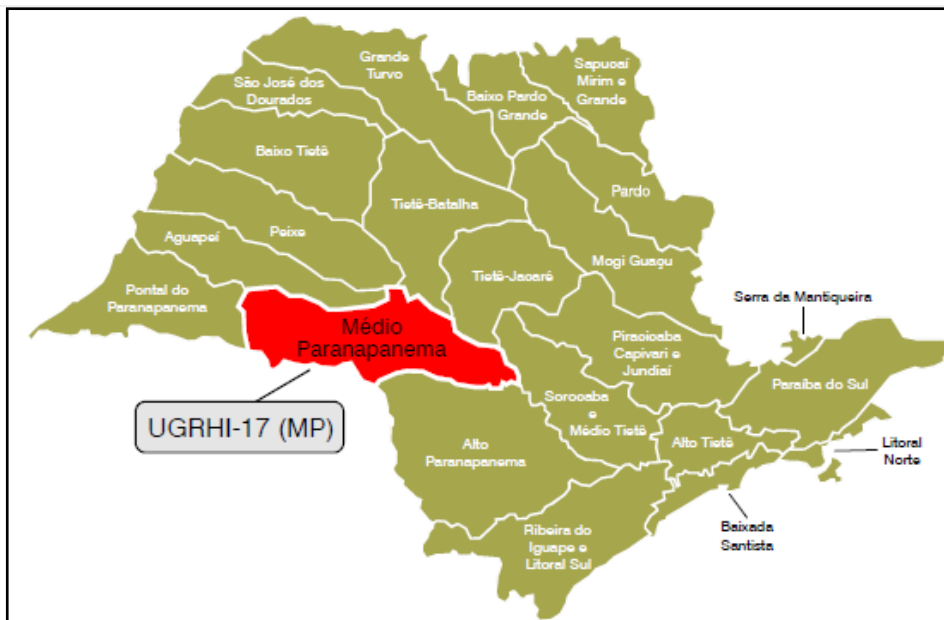 Grande
Turvo
Sapucaí
Mirim e
Grande
São José dos
Dourados
Baixo Pardo
Grande
Baixo Tietê
Pardo
Tietê-Batalha
Peixe
Aguapeí
Mogi Guaçu
Tietê-Jacaré
Pontal do
Paranapanema
Serra da Mantiqueira
Médio
Paranapanema
Piracicaba
Capivari e
Jundiaí
Paraíba do Sul
UGRHI-17 (MP)
Sorocaba
e
Médio Tietê
Alto Tietê
Alto
Paranapanema
Litoral
Norte
Ribeira do
Iguape e
Litoral Sul
Baixada
Santista